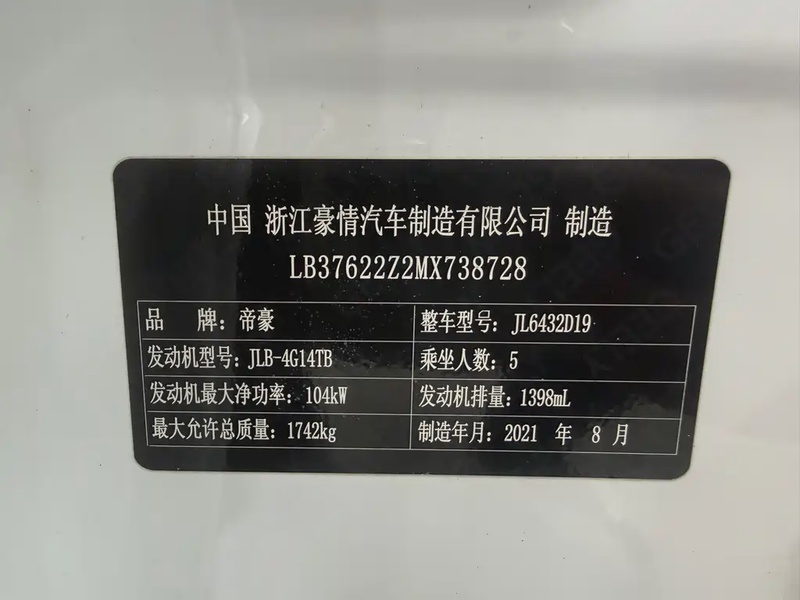 中国 浙江豪情汽车制造有限公司 制造
LB37622Z2MX738728
品 牌：帝豪 整车型号：JL6432D19
发动机型号：JLB-4G14TB 乘坐人数：5
发动机最大净功率：104kW 发动机排量：1398mL
最大允许总质量：1742kg 制造年月：2021 年 8 月